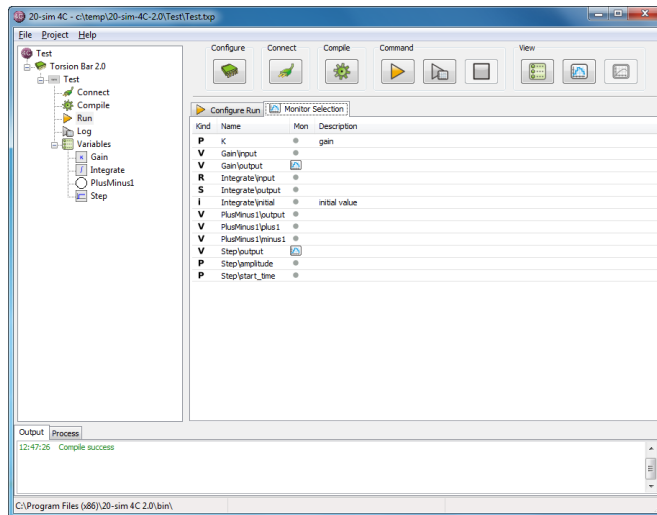 20-sim 4C - c:\temp\20-sim-4C-2.0\Test\Test.txp
File Project Help
Test
Torsion Bar 2.0
Test
Connect
Compile
Run
Log
Variables
Gain
Integrate
PlusMinus1
Step
Configure Connect Compile Command View
Configure Run Monitor Selection
Kind Name Mon Description
P K gain
V Gain\input
V Gain\output
R Integrate\input
S Integrate\output
i Integrate\initial initial value
V PlusMinus1\output
V PlusMinus1\plus1
V PlusMinus1\minus1
V Step\output
P Step\amplitude
P Step\start_time
Output Process
12:47:26 Compile success
C:\Program Files (x86)\20-sim 4C 2.0\bin\